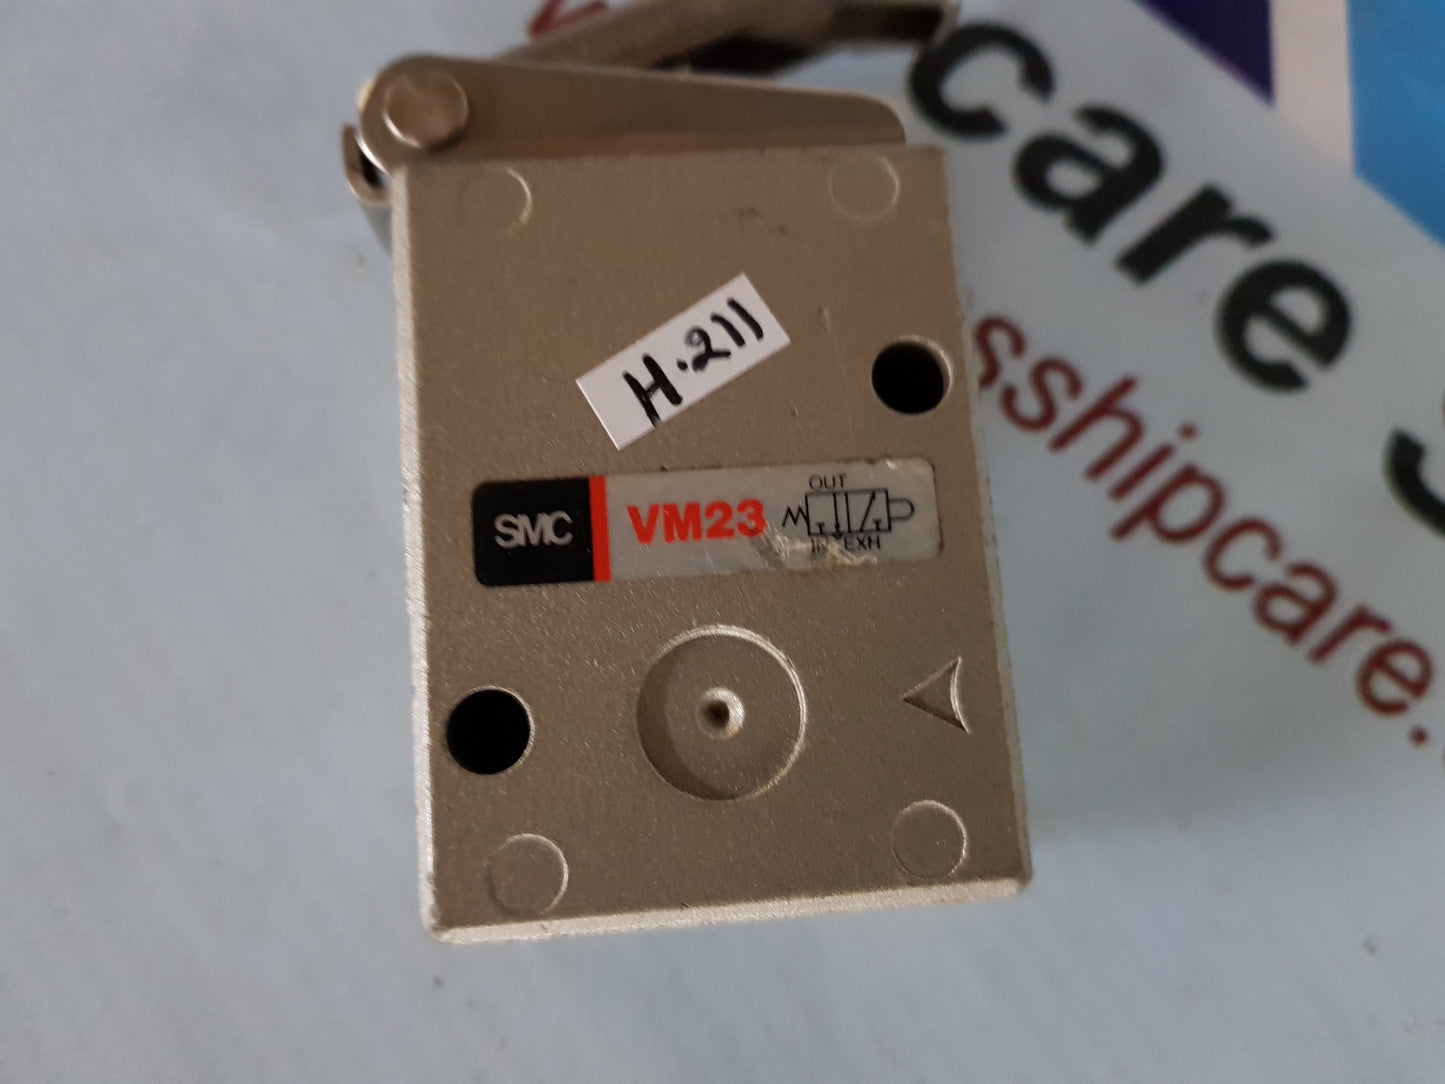 care
sshipcare.
H.211
SMC VM23
OUT
IN EXH